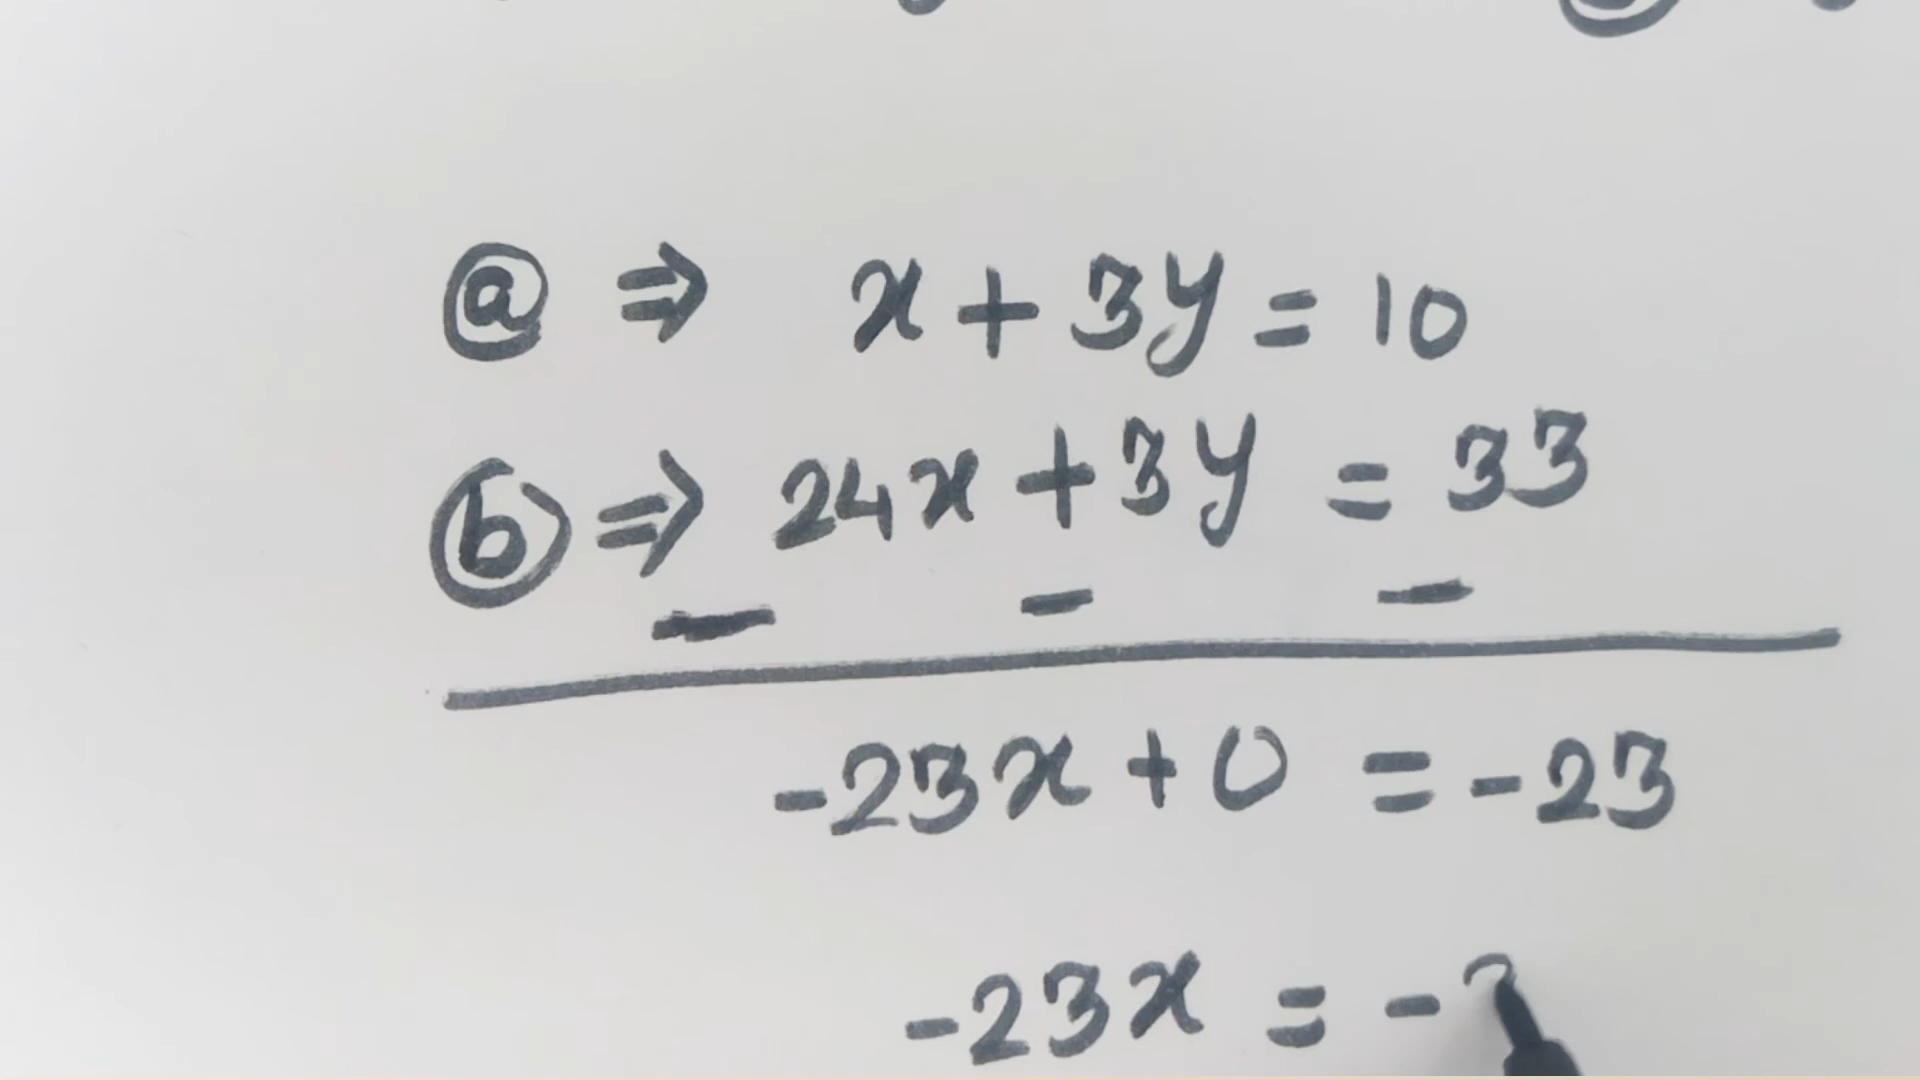 ⓐ ⇒ x + 3y = 10
ⓑ ⇒ 24x + 3y = 33
− − −
-23x + 0 = -23
-23x = -